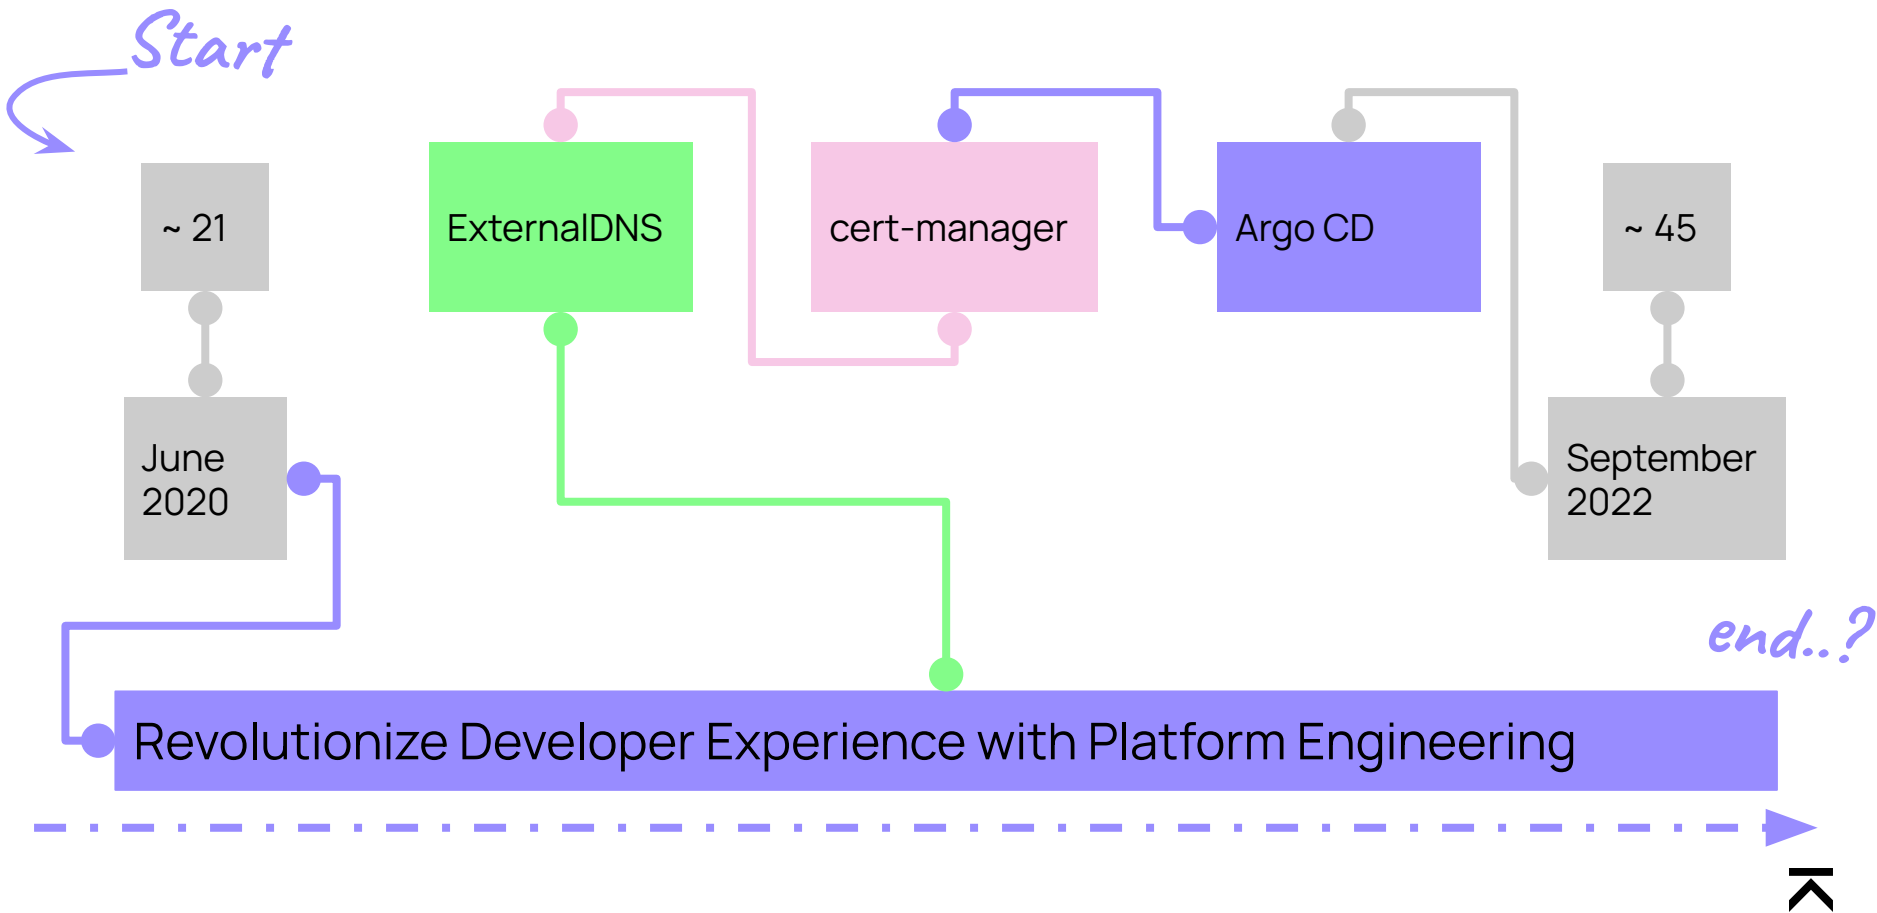 Start
~ 21
ExternalDNS
cert-manager
Argo CD
~ 45
June
2020
September
2022
end..?
Revolutionize Developer Experience with Platform Engineering